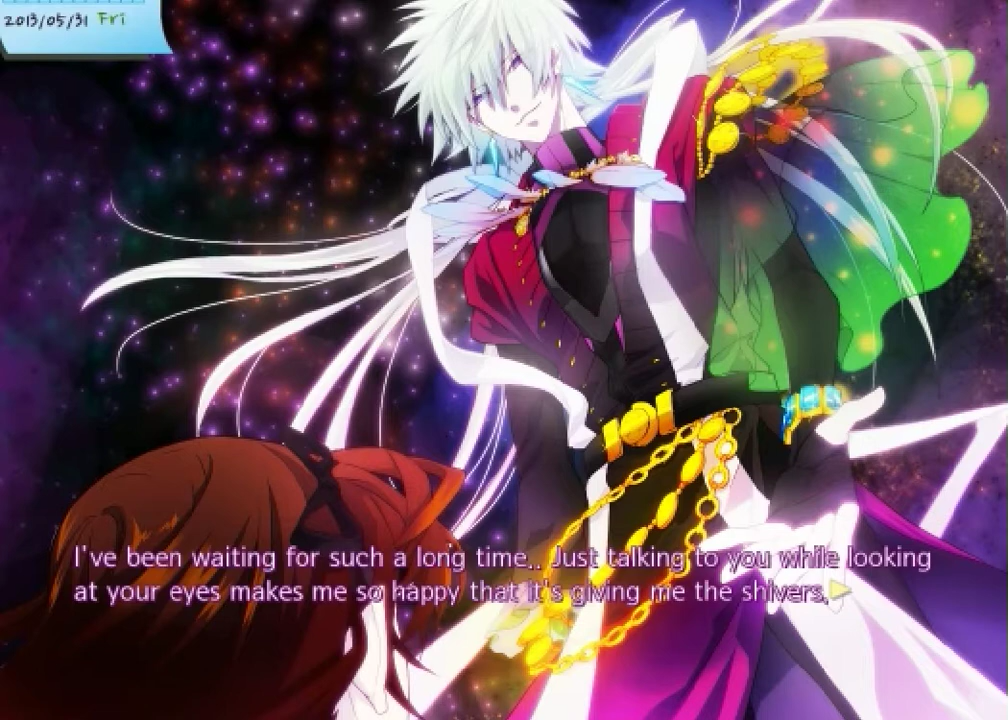 2013/05/31 Fri
I've been waiting for such a long time.. Just talking to you while looking
at your eyes makes me so happy that it's giving me the shivers.